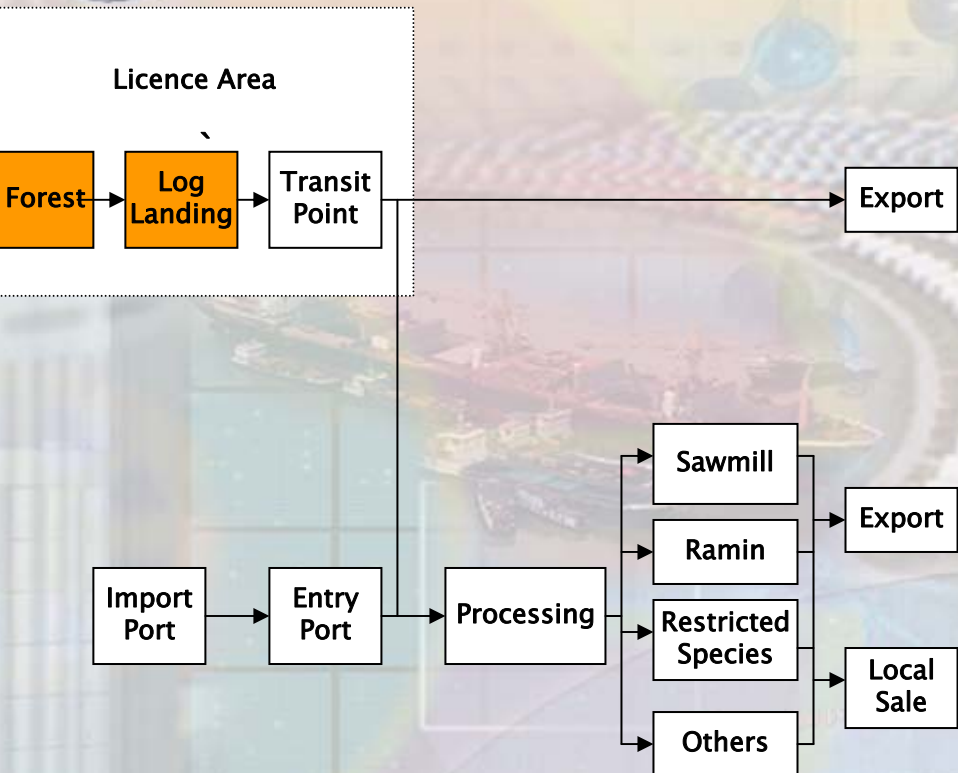 Licence Area
`
Forest
Log
Landing
Transit
Point
Export
Sawmill
Export
Ramin
Import
Port
Entry
Port
Processing
Restricted
Species
Local
Sale
Others